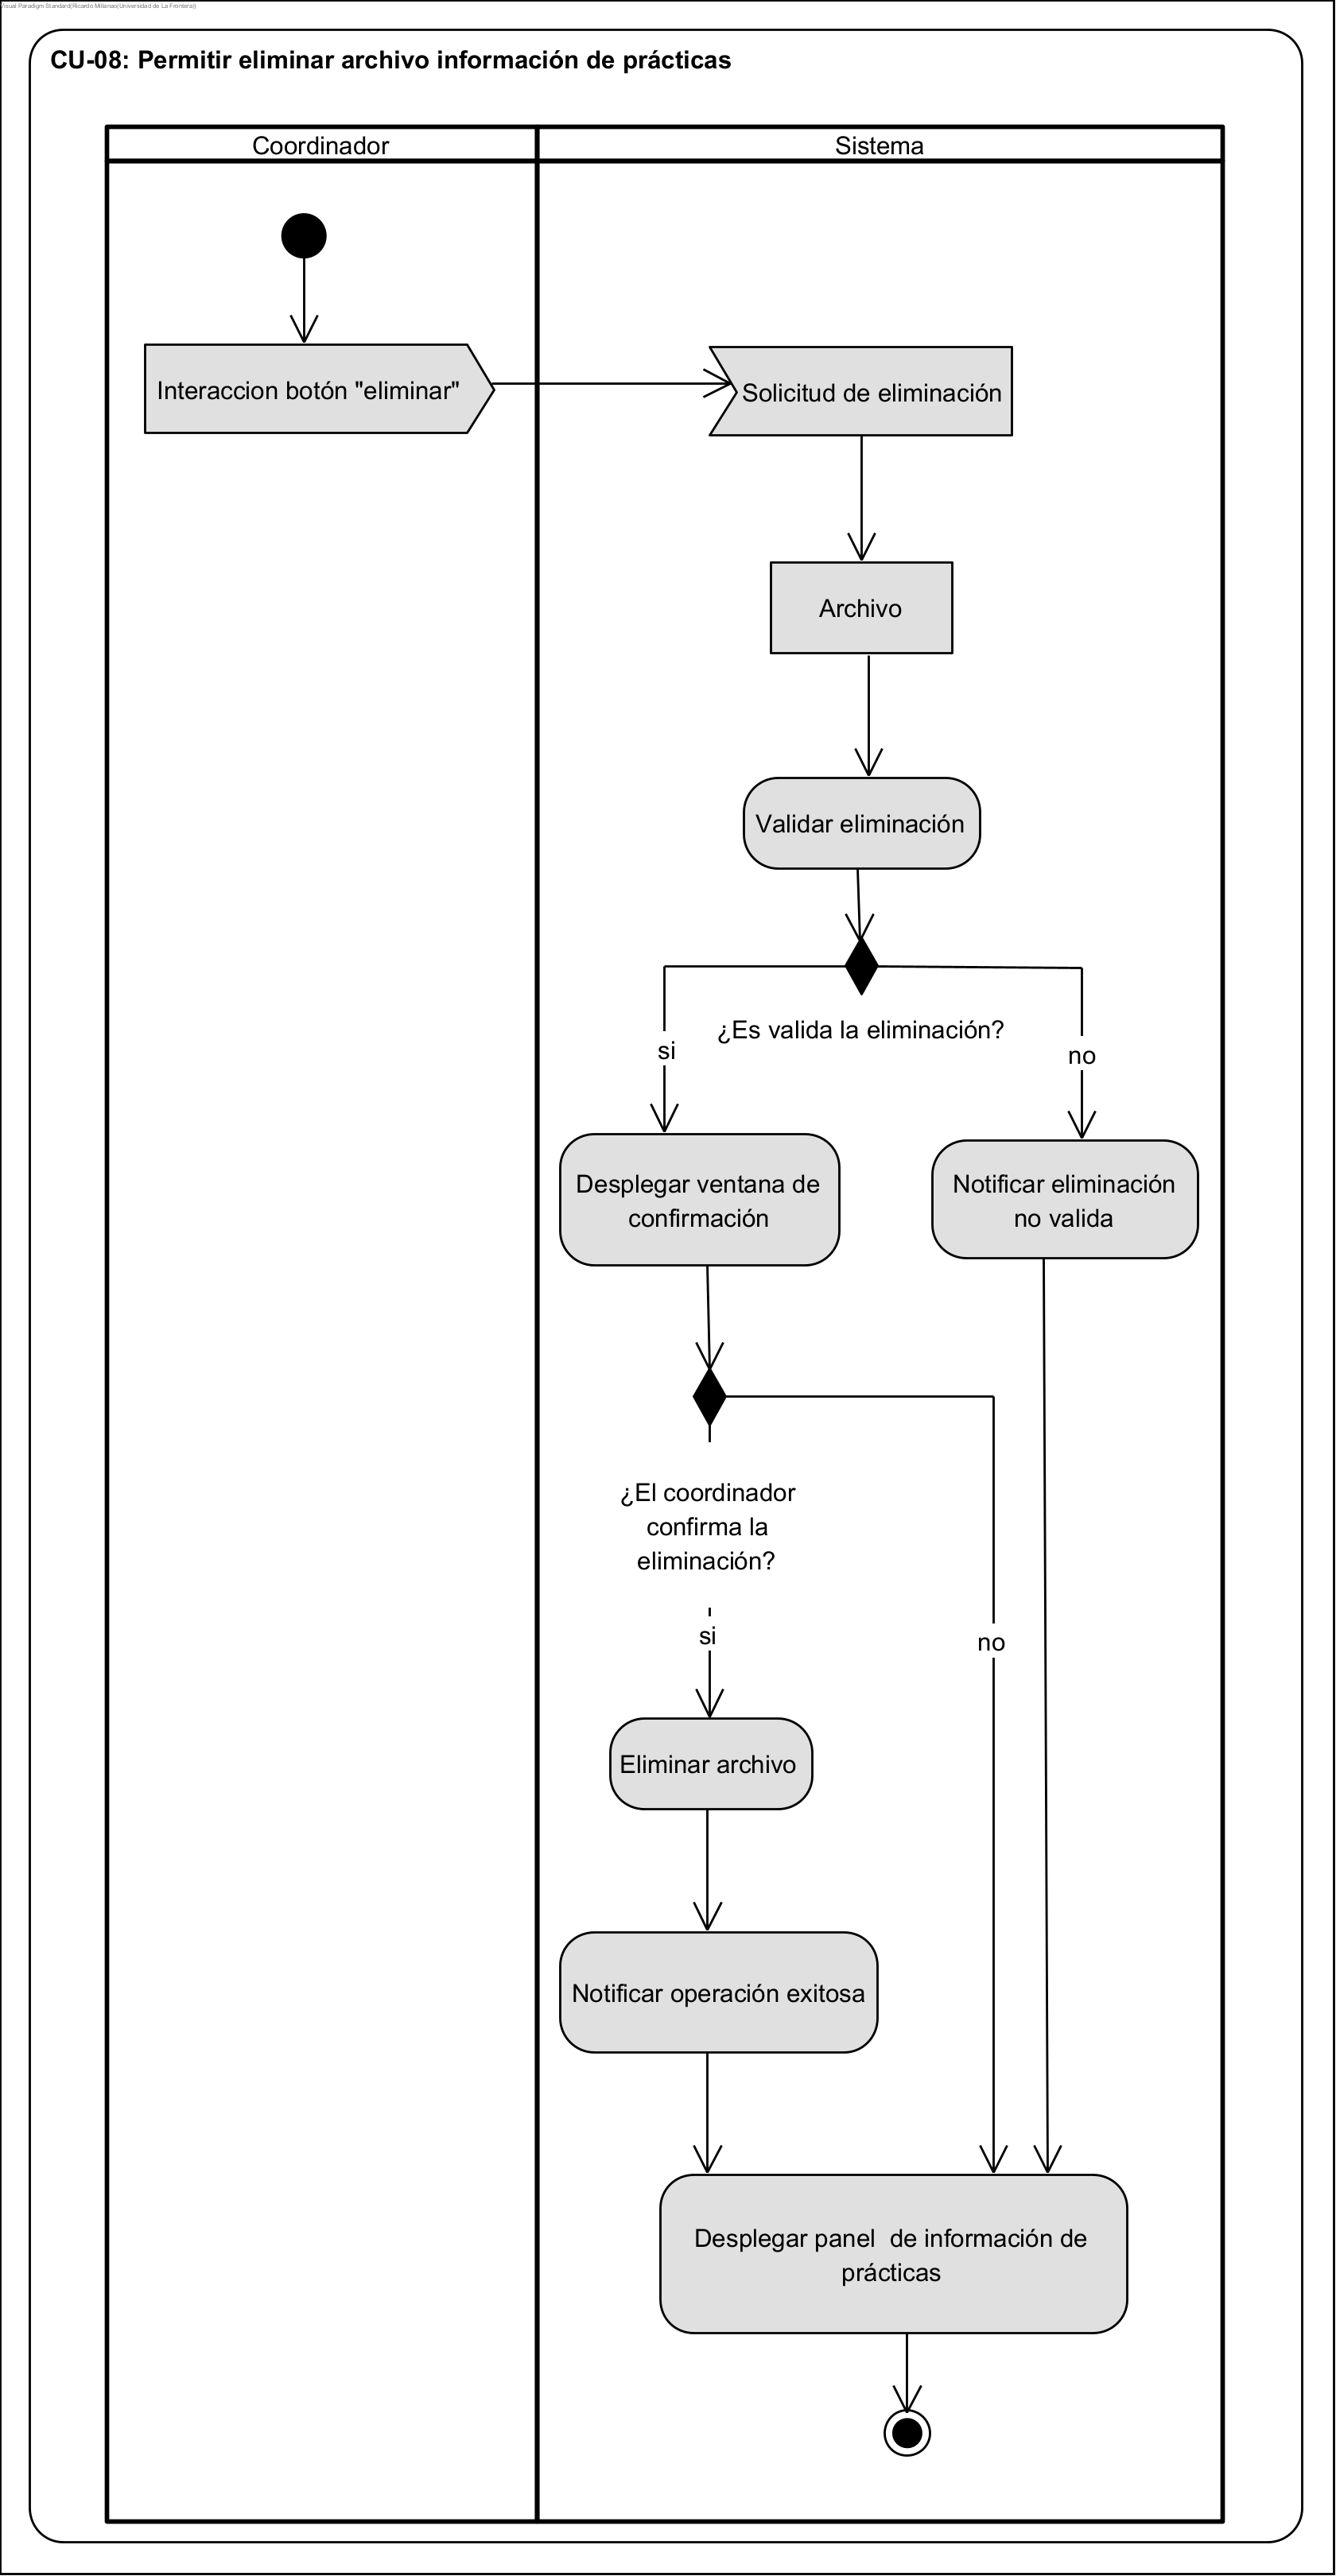 Visual Paradigm Standard(Ricardo Millanao(Universidad de La Frontera))
CU-08: Permitir eliminar archivo información de prácticas
Coordinador
Sistema
Interaccion botón "eliminar"
Solicitud de eliminación
Archivo
Validar eliminación
¿Es valida la eliminación?
si
no
Desplegar ventana de
confirmación
Notificar eliminación
no valida
¿El coordinador
confirma la
eliminación?
si
no
Eliminar archivo
Notificar operación exitosa
Desplegar panel  de información de
prácticas